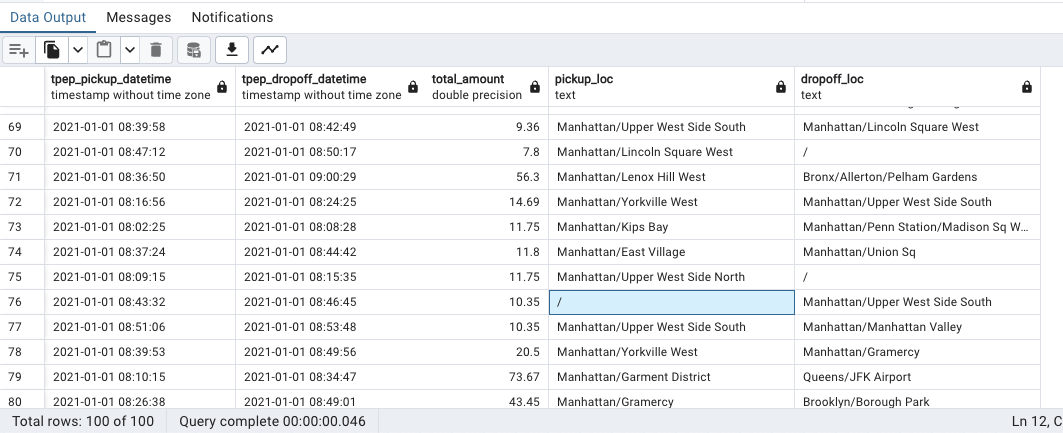 Data Output Messages Notifications
tpep_pickup_datetime tpep_dropoff_datetime total_amount pickup_loc dropoff_loc
timestamp without time zone timestamp without time zone double precision text text
69 2021-01-01 08:39:58 2021-01-01 08:42:49 9.36 Manhattan/Upper West Side South Manhattan/Lincoln Square West
70 2021-01-01 08:47:12 2021-01-01 08:50:17 7.8 Manhattan/Lincoln Square West /
71 2021-01-01 08:36:50 2021-01-01 09:00:29 56.3 Manhattan/Lenox Hill West Bronx/Allerton/Pelham Gardens
72 2021-01-01 08:16:56 2021-01-01 08:24:25 14.69 Manhattan/Yorkville West Manhattan/Upper West Side South
73 2021-01-01 08:02:25 2021-01-01 08:08:28 11.75 Manhattan/Kips Bay Manhattan/Penn Station/Madison Sq W...
74 2021-01-01 08:37:24 2021-01-01 08:44:42 11.8 Manhattan/East Village Manhattan/Union Sq
75 2021-01-01 08:09:15 2021-01-01 08:15:35 11.75 Manhattan/Upper West Side North /
76 2021-01-01 08:43:32 2021-01-01 08:46:45 10.35 / Manhattan/Upper West Side South
77 2021-01-01 08:51:06 2021-01-01 08:53:48 10.35 Manhattan/Upper West Side South Manhattan/Manhattan Valley
78 2021-01-01 08:39:53 2021-01-01 08:49:56 20.5 Manhattan/Yorkville West Manhattan/Gramercy
79 2021-01-01 08:10:15 2021-01-01 08:34:47 73.67 Manhattan/Garment District Queens/JFK Airport
80 2021-01-01 08:26:38 2021-01-01 08:49:01 43.45 Manhattan/Gramercy Brooklyn/Borough Park
Total rows: 100 of 100 Query complete 00:00:00.046 Ln 12, C